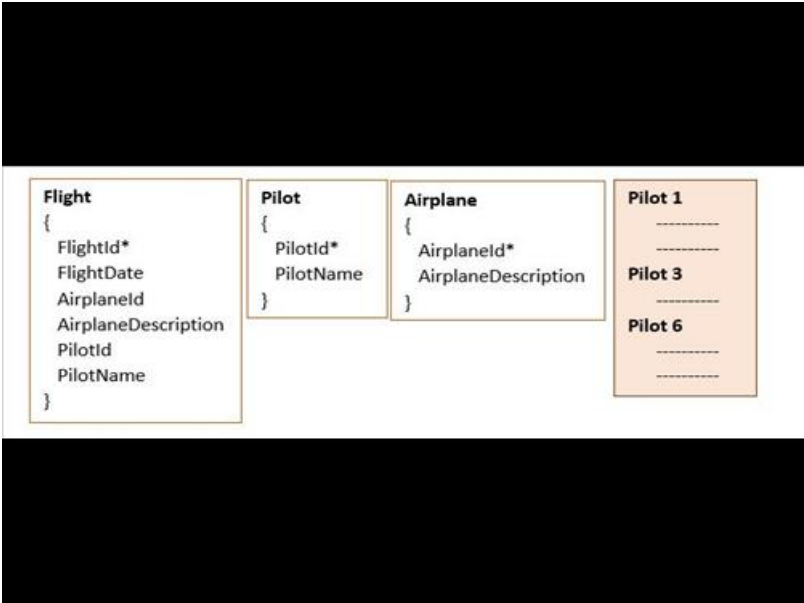 Flight
{
FlightId*
FlightDate
AirplaneId
AirplaneDescription
PilotId
PilotName
}
Pilot
{
PilotId*
PilotName
}
Airplane
{
AirplaneId*
AirplaneDescription
}
Pilot 1
----------
----------
Pilot 3
----------
Pilot 6
----------
----------